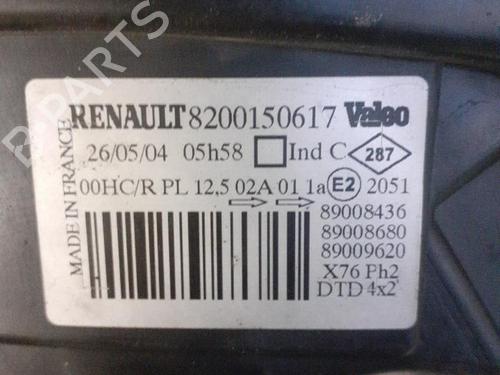 B PARTS
RENAULT 8200150617 Valeo
26/05/04 05h58 Ind C 287
00HC/R PL 12,5 02A 01 1a E2 2051
89008436
89008680
89009620
X76 Ph2
DTD 4x2
MADE IN FRANCE